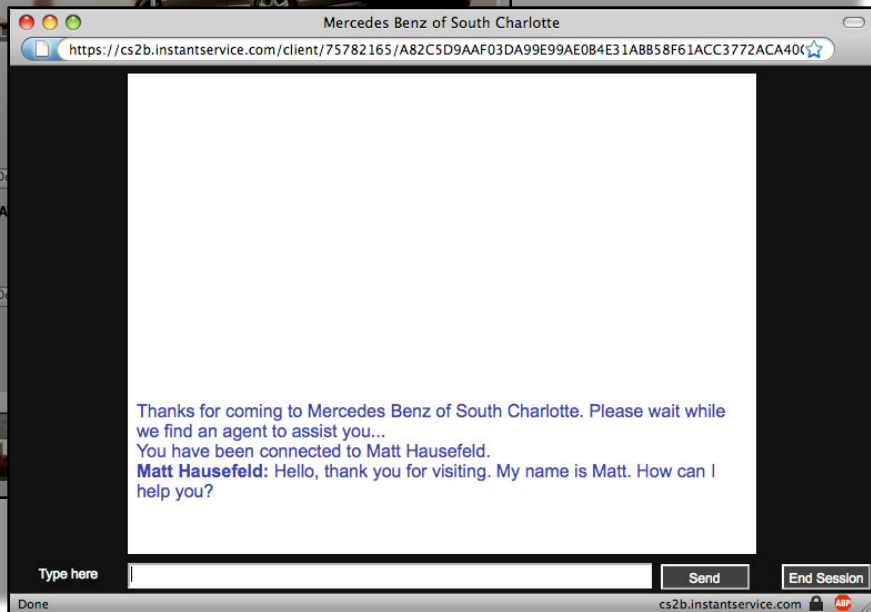 Mercedes Benz of South Charlotte
https://cs2b.instantservice.com/client/75782165/A82C5D9AAF03DA99E99AE0B4E31ABB58F61ACC3772ACA40
Thanks for coming to Mercedes Benz of South Charlotte. Please wait while
we find an agent to assist you...
You have been connected to Matt Hausefeld.
Matt Hausefeld: Hello, thank you for visiting. My name is Matt. How can I
help you?
Type here
Send
End Session
Done
cs2b.instantservice.com
ABP